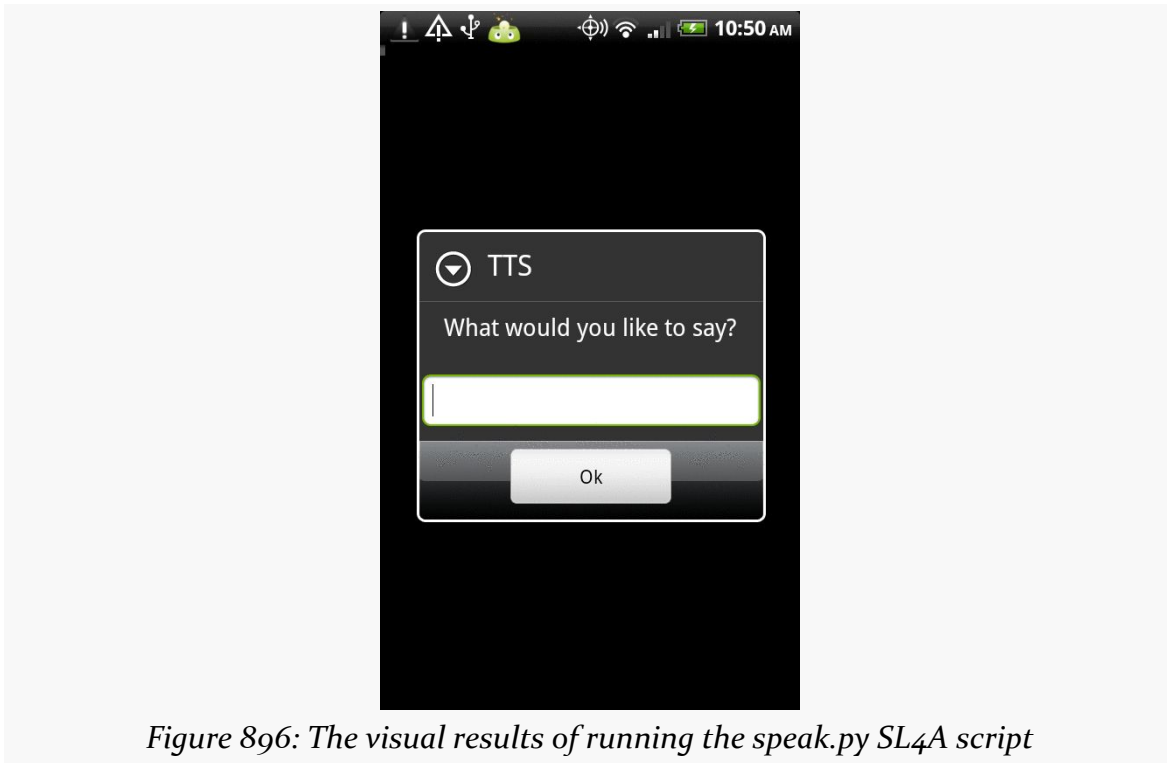 10:50 AM
TTS
What would you like to say?
Ok
Figure 896: The visual results of running the speak.py SL4A script